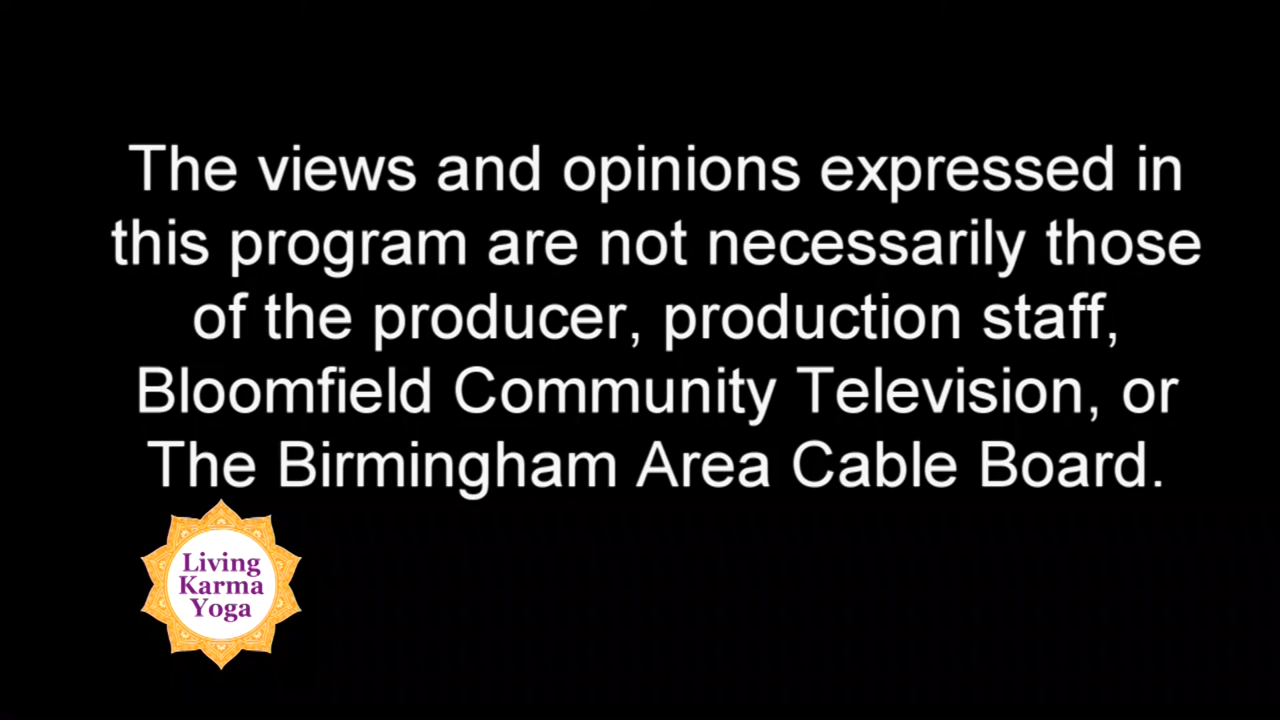 The views and opinions expressed in
this program are not necessarily those
of the producer, production staff,
Bloomfield Community Television, or
The Birmingham Area Cable Board.
Living
Karma
Yoga